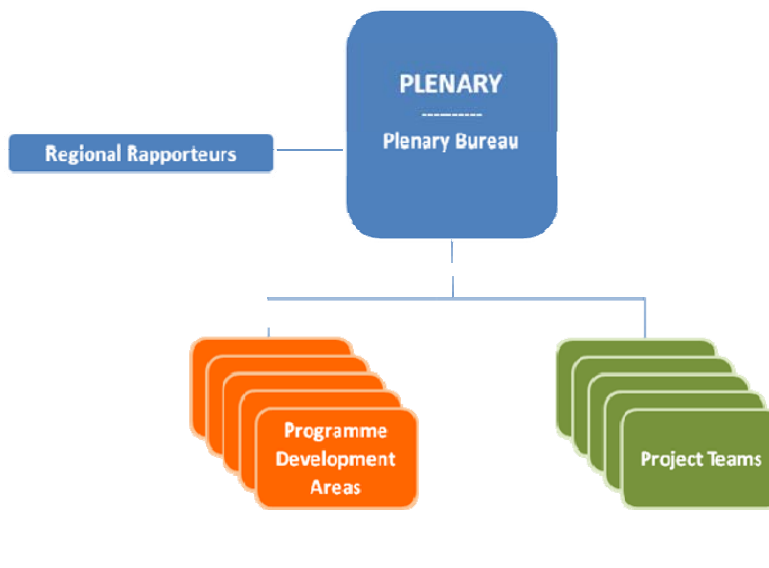 PLENARY
----------
Plenary Bureau
Regional Rapporteurs
Programme
Development
Areas
Project Teams